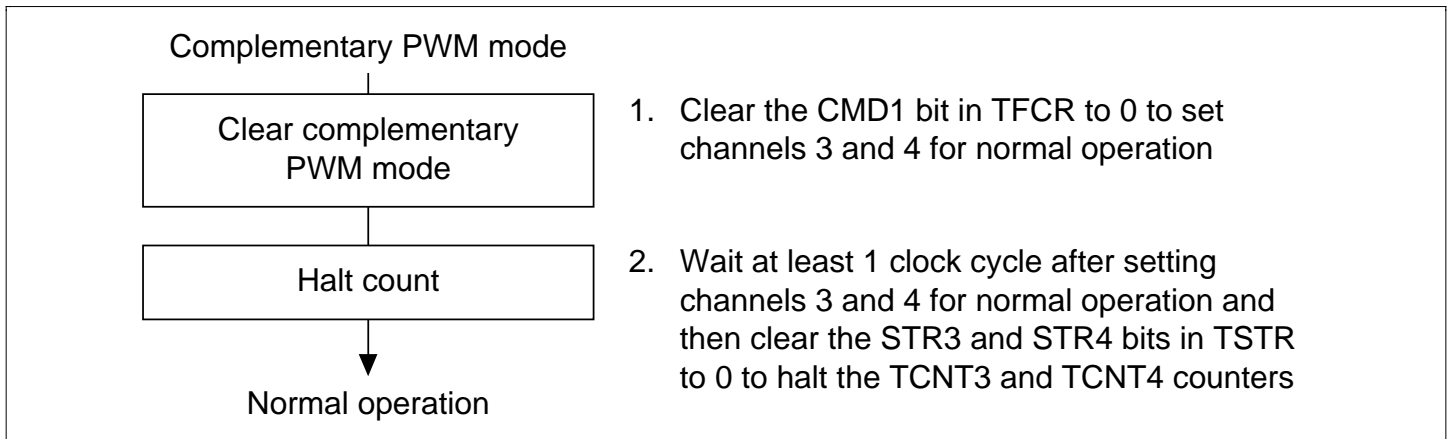 Complementary PWM mode
Clear complementary
PWM mode
1. Clear the CMD1 bit in TFCR to 0 to set
channels 3 and 4 for normal operation
Halt count
2. Wait at least 1 clock cycle after setting
channels 3 and 4 for normal operation and
then clear the STR3 and STR4 bits in TSTR
to 0 to halt the TCNT3 and TCNT4 counters
Normal operation